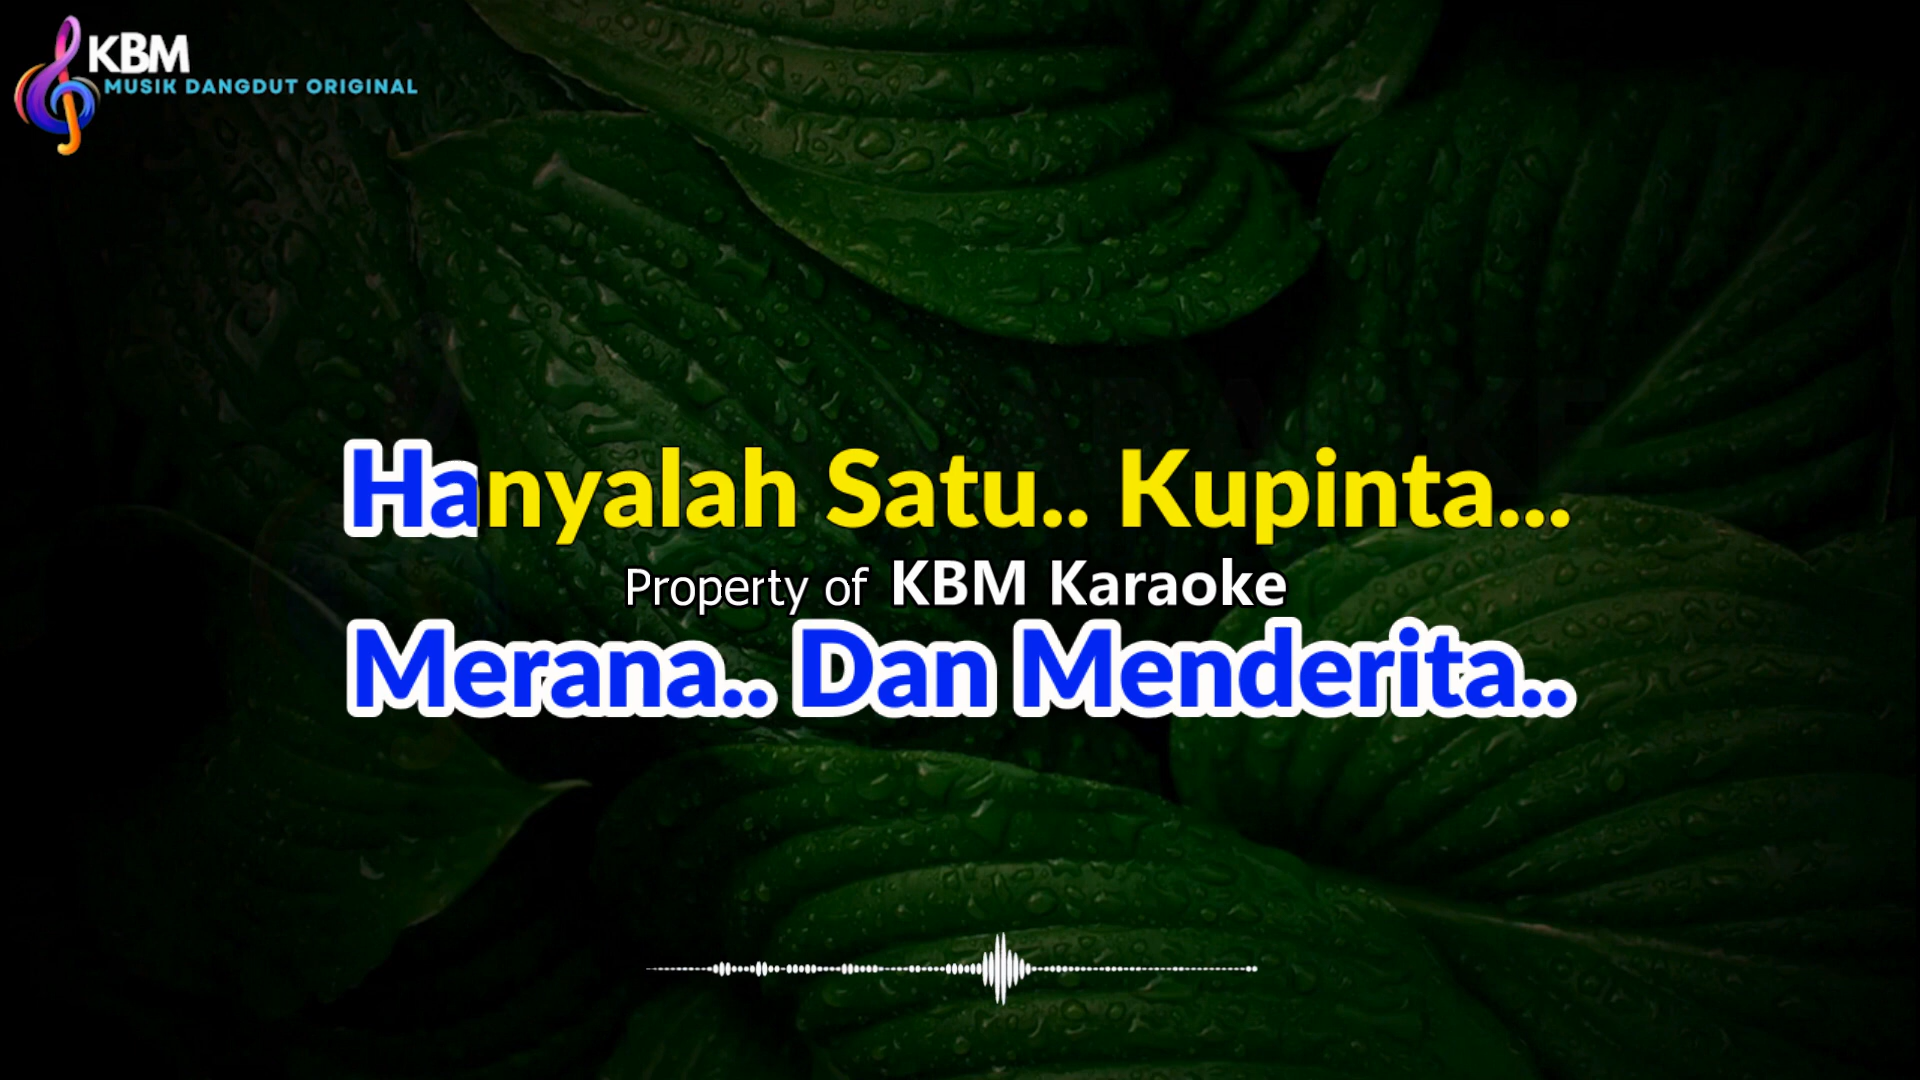 KBM
MUSIK DANGDUT ORIGINAL
Hanyalah Satu.. Kupinta...
Property of KBM Karaoke
Merana.. Dan Menderita..